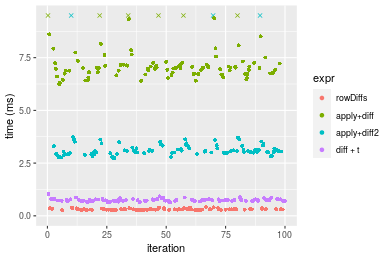 7.5
5.0
2.5
0.0
time (ms)
0
25
50
75
100
iteration
expr
rowDiffs
apply+diff
apply+diff2
diff + t